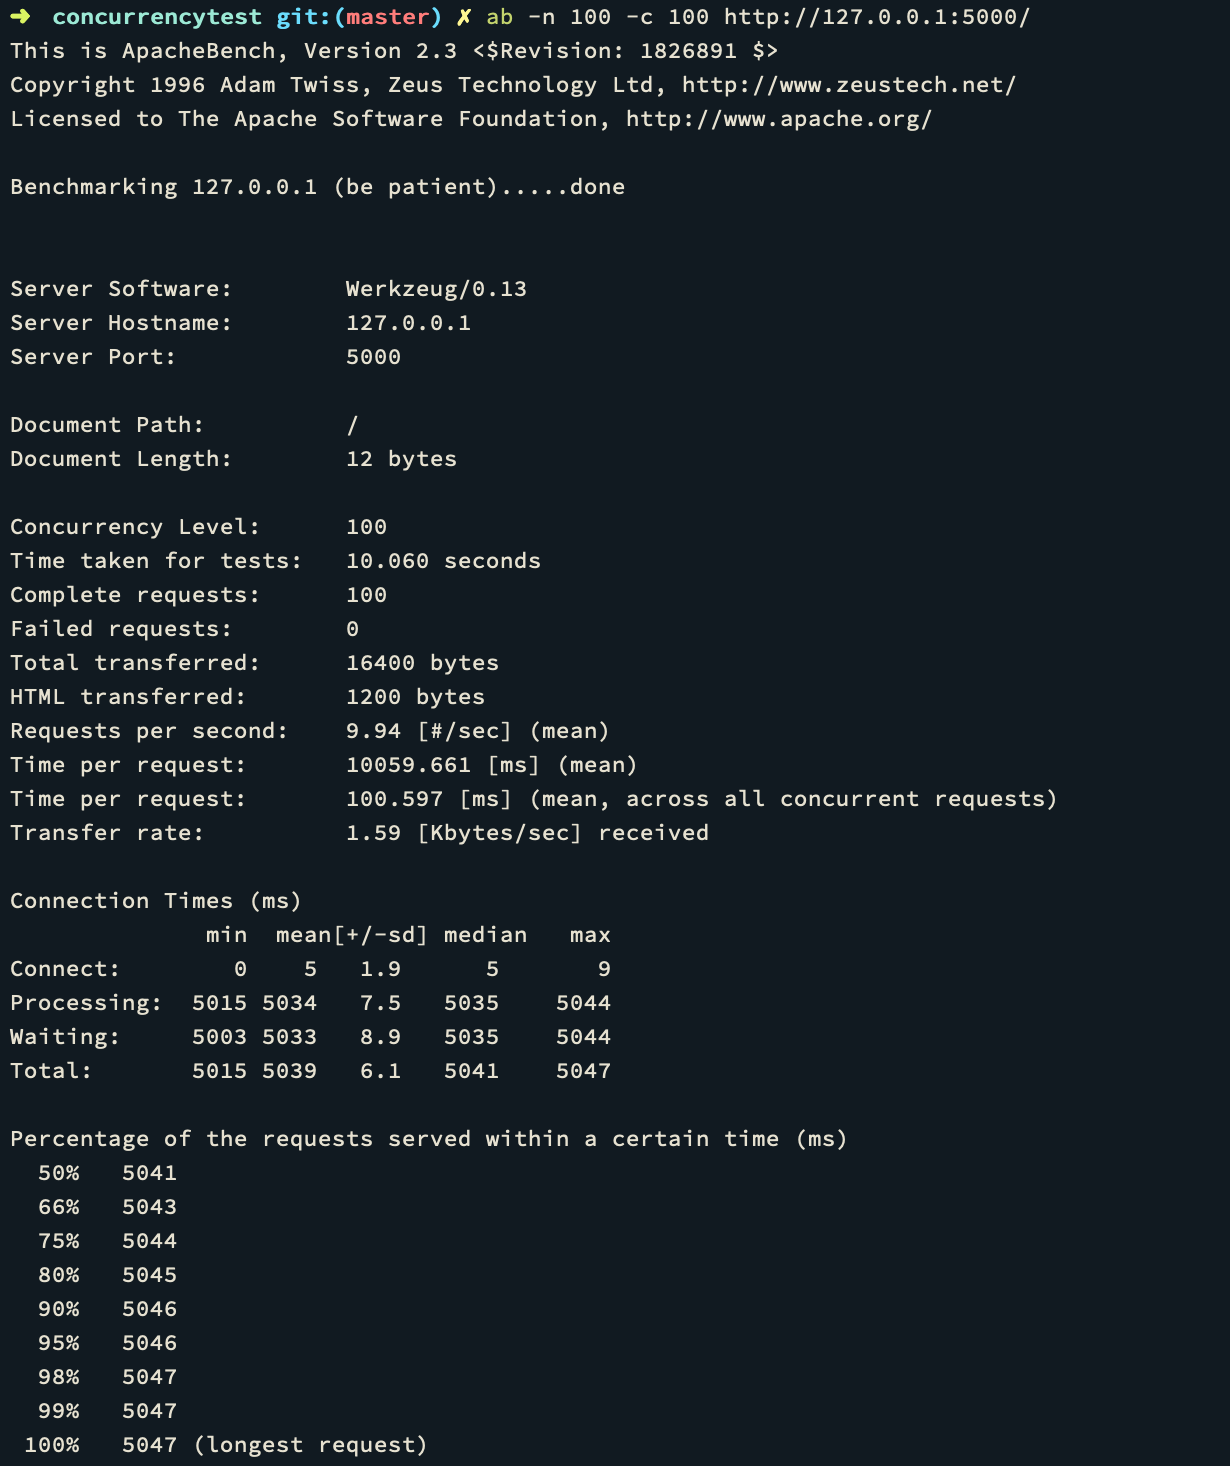 ➜  concurrencytest git:(master) ✗ ab -n 100 -c 100 http://127.0.0.1:5000/
This is ApacheBench, Version 2.3 <$Revision: 1826891 $>
Copyright 1996 Adam Twiss, Zeus Technology Ltd, http://www.zeustech.net/
Licensed to The Apache Software Foundation, http://www.apache.org/

Benchmarking 127.0.0.1 (be patient).....done


Server Software:        Werkzeug/0.13
Server Hostname:        127.0.0.1
Server Port:            5000

Document Path:          /
Document Length:        12 bytes

Concurrency Level:      100
Time taken for tests:   10.060 seconds
Complete requests:      100
Failed requests:        0
Total transferred:      16400 bytes
HTML transferred:       1200 bytes
Requests per second:    9.94 [#/sec] (mean)
Time per request:       10059.661 [ms] (mean)
Time per request:       100.597 [ms] (mean, across all concurrent requests)
Transfer rate:          1.59 [Kbytes/sec] received

Connection Times (ms)
              min  mean[+/-sd] median   max
Connect:        0    5   1.9      5       9
Processing:  5015 5034   7.5   5035    5044
Waiting:     5003 5033   8.9   5035    5044
Total:       5015 5039   6.1   5041    5047

Percentage of the requests served within a certain time (ms)
  50%   5041
  66%   5043
  75%   5044
  80%   5045
  90%   5046
  95%   5046
  98%   5047
  99%   5047
 100%   5047 (longest request)